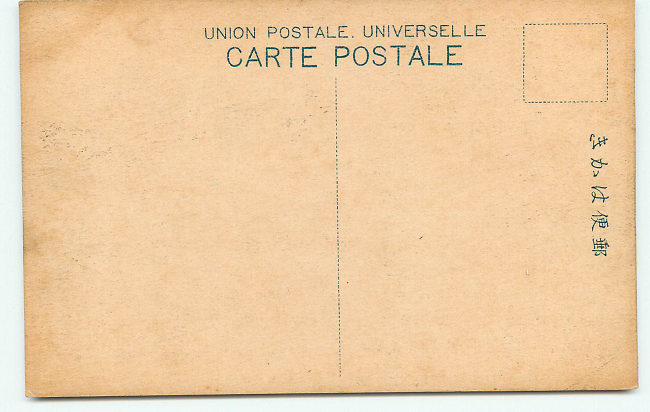 UNION POSTALE. UNIVERSELLE
CARTE POSTALE
郵便はかき